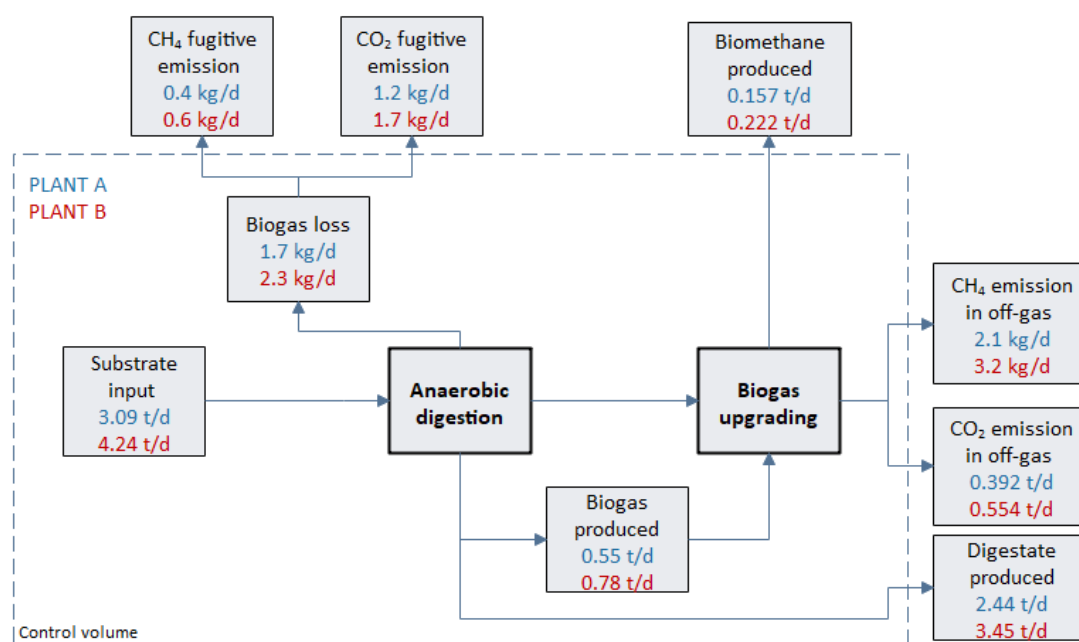 CH₄ fugitive
emission
0.4 kg/d
0.6 kg/d
CO₂ fugitive
emission
1.2 kg/d
1.7 kg/d
Biomethane
produced
0.157 t/d
0.222 t/d
PLANT A
PLANT B
Biogas loss
1.7 kg/d
2.3 kg/d
CH₄ emission
in off-gas
2.1 kg/d
3.2 kg/d
Substrate
input
3.09 t/d
4.24 t/d
Anaerobic
digestion
Biogas
upgrading
CO₂ emission
in off-gas
0.392 t/d
0.554 t/d
Biogas
produced
0.55 t/d
0.78 t/d
Digestate
produced
2.44 t/d
3.45 t/d
Control volume